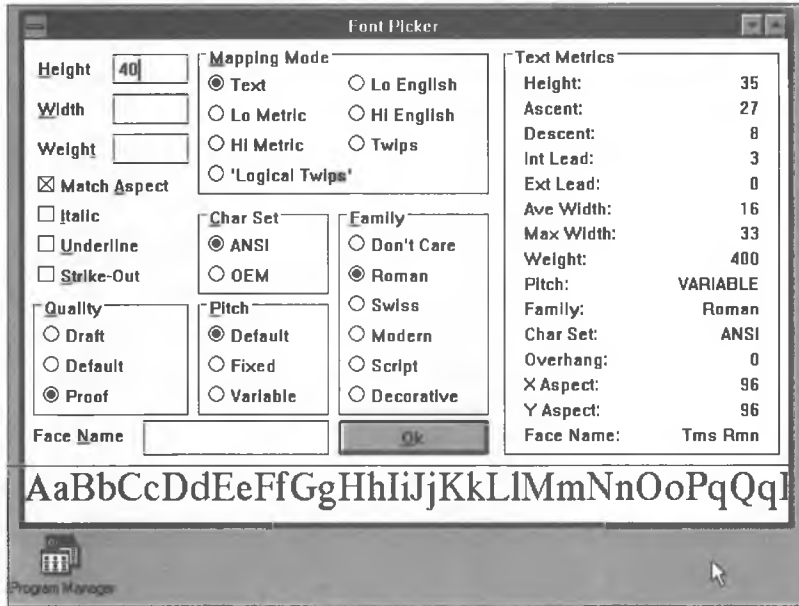 Font Picker
Height 40
Width
Weight
Match Aspect
Italic
Underline
Strike-Out
Quality
Draft
Default
Proof
Mapping Mode
Text
Lo English
Lo Metric
Hi English
Hi Metric
Twips
'Logical Twips'
Char Set
ANSI
OEM
Pitch
Default
Fixed
Variable
Family
Don't Care
Roman
Swiss
Modern
Script
Decorative
Face Name
Ok
Text Metrics
Height: 35
Ascent: 27
Descent: 8
Int Lead: 3
Ext Lead: 0
Ave Width: 16
Max Width: 33
Weight: 400
Pitch: VARIABLE
Family: Roman
Char Set: ANSI
Overhang: 0
X Aspect: 96
Y Aspect: 96
Face Name: Tms Rmn
AaBbCcDdEeFfGgHhIiJjKkLlMmNnOoPqQq
Program Manager